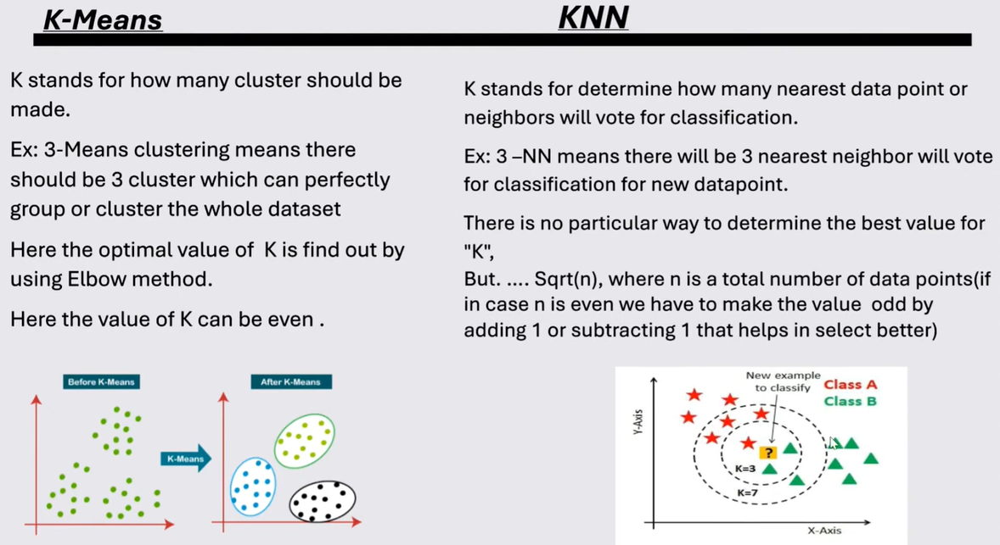 K-Means
K stands for how many cluster should be
made.
Ex: 3-Means clustering means there
should be 3 cluster which can perfectly
group or cluster the whole dataset
Here the optimal value of K is find out by
using Elbow method.
Here the value of K can be even .
Before K-Means
K-Means
After K-Means
KNN
K stands for determine how many nearest data point or
neighbors will vote for classification.
Ex: 3 –NN means there will be 3 nearest neighbor will vote
for classification for new datapoint.
There is no particular way to determine the best value for
"K",
But. .... Sqrt(n), where n is a total number of data points(if
in case n is even we have to make the value odd by
adding 1 or subtracting 1 that helps in select better)
New example
to classify
Class A
Class B
Y-Axis
?
K=3
K=7
X-Axis